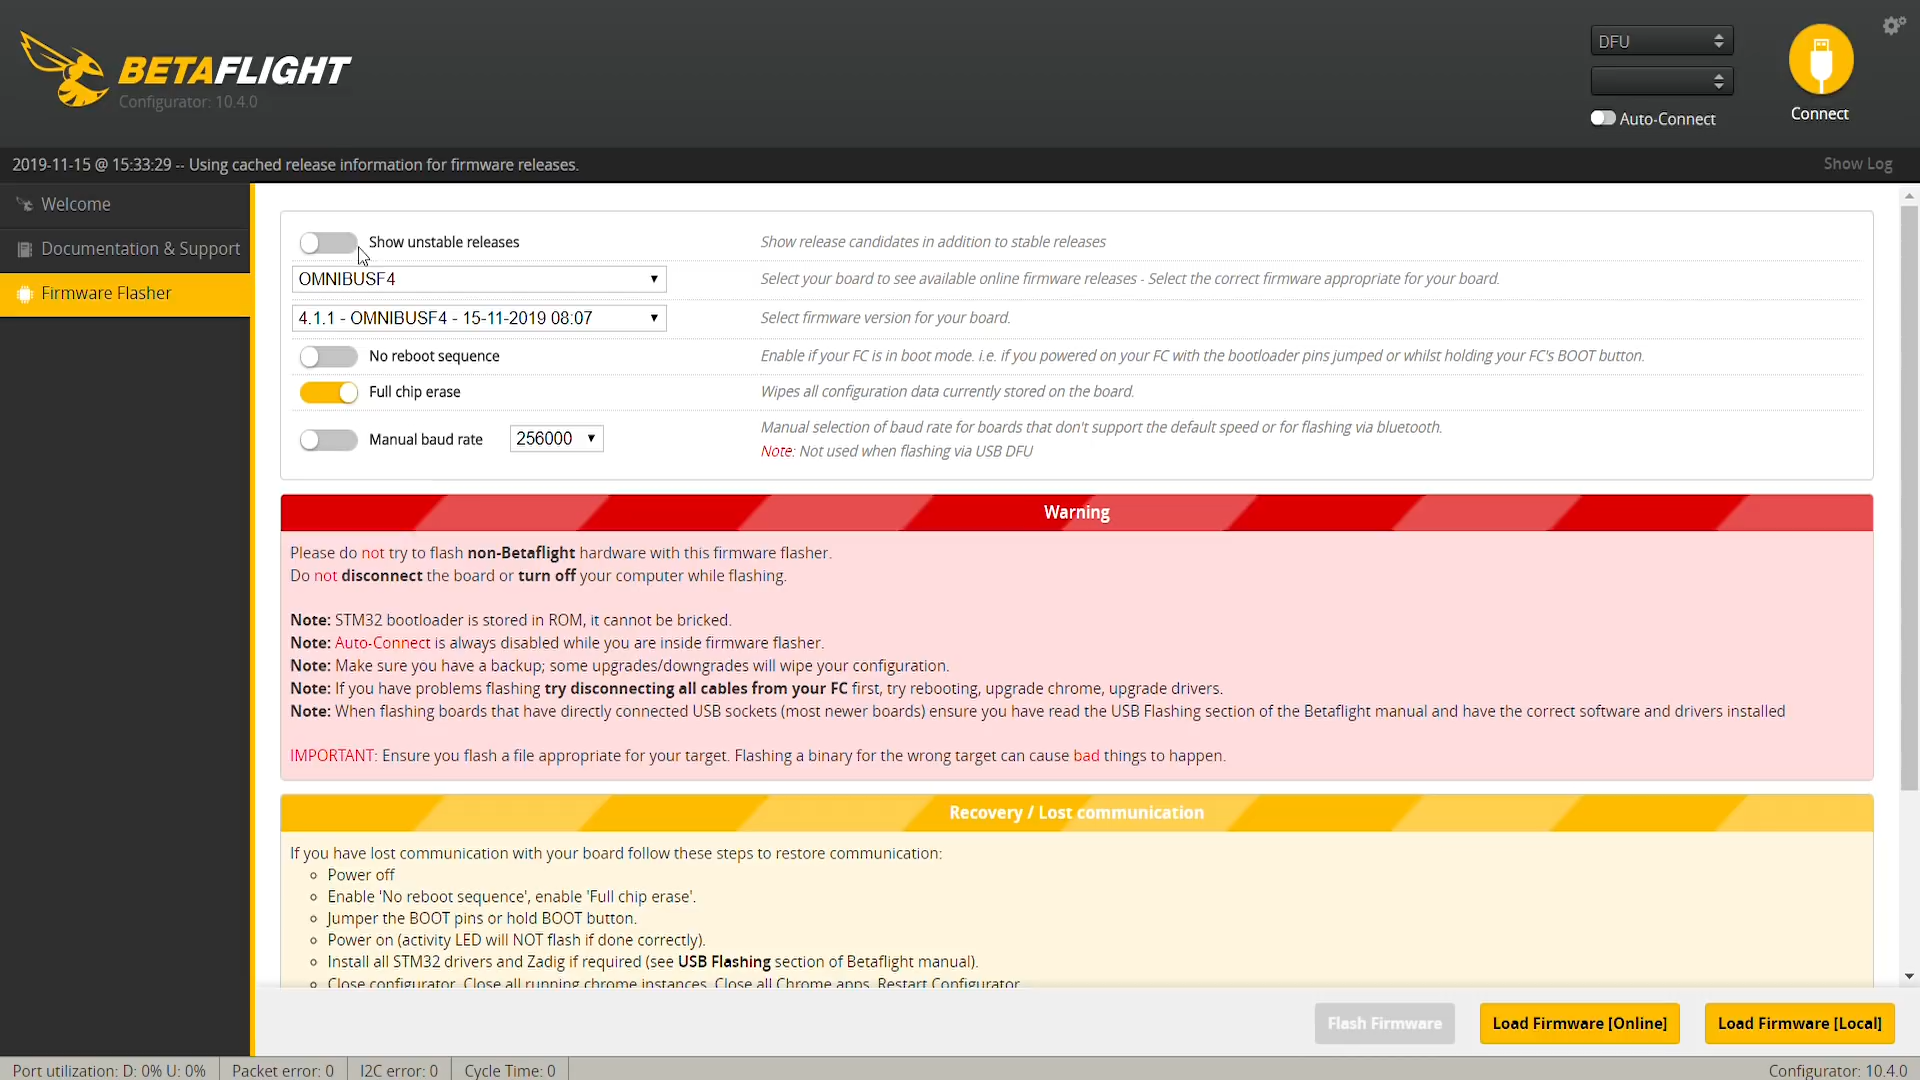 BETAFLIGHT
Configurator: 10.4.0
DFU
Auto-Connect
Connect
2019-11-15 @ 15:33:29 -- Using cached release information for firmware releases.
Show Log
Welcome
Documentation & Support
Firmware Flasher
Show unstable releases
Show release candidates in addition to stable releases
OMNIBUSF4
Select your board to see available online firmware releases - Select the correct firmware appropriate for your board.
4.1.1 - OMNIBUSF4 - 15-11-2019 08:07
Select firmware version for your board.
No reboot sequence
Enable if your FC is in boot mode. i.e. if you powered on your FC with the bootloader pins jumped or whilst holding your FC's BOOT button.
Full chip erase
Wipes all configuration data currently stored on the board.
Manual baud rate
256000
Manual selection of baud rate for boards that don't support the default speed or for flashing via bluetooth.
Note: Not used when flashing via USB DFU
Warning
Please do not try to flash non-Betaflight hardware with this firmware flasher.
Do not disconnect the board or turn off your computer while flashing.
Note: STM32 bootloader is stored in ROM, it cannot be bricked.
Note: Auto-Connect is always disabled while you are inside firmware flasher.
Note: Make sure you have a backup; some upgrades/downgrades will wipe your configuration.
Note: If you have problems flashing try disconnecting all cables from your FC first, try rebooting, upgrade chrome, upgrade drivers.
Note: When flashing boards that have directly connected USB sockets (most newer boards) ensure you have read the USB Flashing section of the Betaflight manual and have the correct software and drivers installed
IMPORTANT: Ensure you flash a file appropriate for your target. Flashing a binary for the wrong target can cause bad things to happen.
Recovery / Lost communication
If you have lost communication with your board follow these steps to restore communication:
Power off
Enable 'No reboot sequence', enable 'Full chip erase'.
Jumper the BOOT pins or hold BOOT button.
Power on (activity LED will NOT flash if done correctly).
Install all STM32 drivers and Zadig if required (see USB Flashing section of Betaflight manual).
Close configurator, Close all running chrome instances, Close all Chrome apps, Restart Configurator
Flash Firmware
Load Firmware [Online]
Load Firmware [Local]
Port utilization: D: 0% U: 0%
Packet error: 0
I2C error: 0
Cycle Time: 0
Configurator: 10.4.0